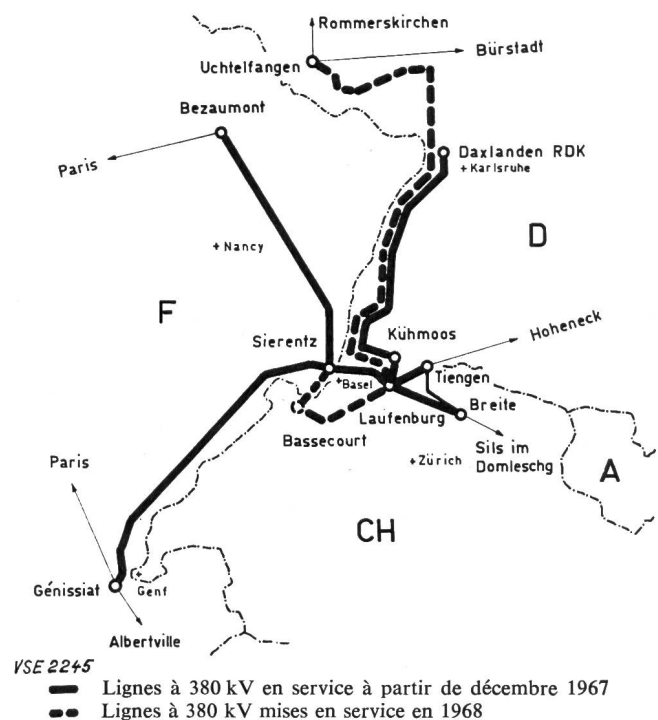 Rommerskirchen
Uchtelfangen
Bürstadt
Bezaumont
Paris
Daxlanden RDK
+ Karlsruhe
+ Nancy
D
F
Kühmoos
Hoheneck
Sierentz
+Basel
Tiengen
Laufenburg
Breite
Bassecourt
Sils im
Domleschg
+Zürich
A
Paris
CH
Génissiat
Genf
Albertville
VSE 2245
Lignes à 380 kV en service à partir de décembre 1967
Lignes à 380 kV mises en service en 1968